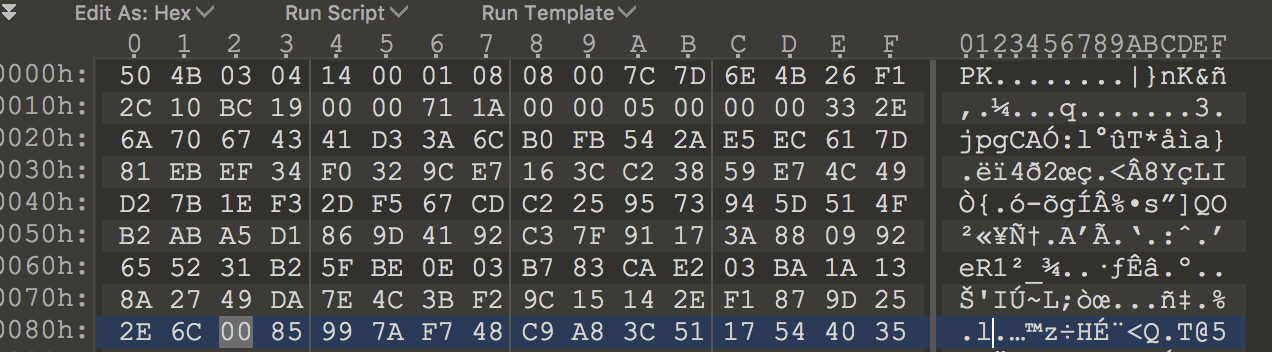 Edit As: Hex Run Script Run Template
0 1 2 3 4 5 6 7 8 9 A B C D E F 0123456789ABCDEF
0000h: 50 4B 03 04 14 00 01 08 08 00 7C 7D 6E 4B 26 F1 PK........|}nK&ñ
0010h: 2C 10 BC 19 00 00 71 1A 00 00 05 00 00 00 33 2E ,.¼...q.......3.
0020h: 6A 70 67 43 41 D3 3A 6C B0 FB 54 2A E5 EC 61 7D jpgCAÓ:l°ûT*åìa}
0030h: 81 EB EF 34 F0 32 9C E7 16 3C C2 38 59 E7 4C 49 .ëï4ð2œç.<Â8YçLI
0040h: D2 7B 1E F3 2D F5 67 CD C2 25 95 73 94 5D 51 4F Ò{.ó-õgÍÂ%•s”]QO
0050h: B2 AB A5 D1 86 9D 41 92 C3 7F 91 17 3A 88 09 92 ²«¥Ñ†.A’Ã.‘.:ˆ.’
0060h: 65 52 31 B2 5F BE 0E 03 B7 83 CA E2 03 BA 1A 13 eR1²_¾..·ƒÊâ.º..
0070h: 8A 27 49 DA 7E 4C 3B F2 9C 15 14 2E F1 87 9D 25 Š'IÚ~L;òœ...ñ‡.%
0080h: 2E 6C 00 85 99 7A F7 48 C9 A8 3C 51 17 54 40 35 .l.…™z÷HÉ¨<Q.T@5